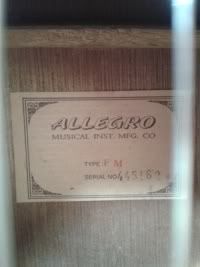 ALLEGRO
MUSICAL INST. MFG. CO
TYPE: F M
SERIAL NO.